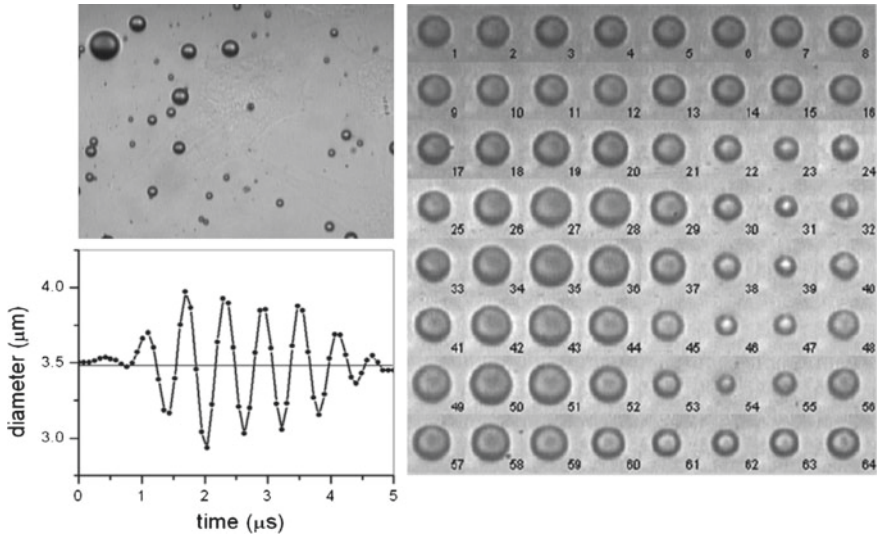 4.0
3.5
3.0
diameter (μm)
0 1 2 3 4 5
time (μs)
1 2 3 4 5 6 7 8
9 10 11 12 13 14 15 16
17 18 19 20 21 22 23 24
25 26 27 28 29 30 31 32
33 34 35 36 37 38 39 40
41 42 43 44 45 46 47 48
49 50 51 52 53 54 55 56
57 58 59 60 61 62 63 64